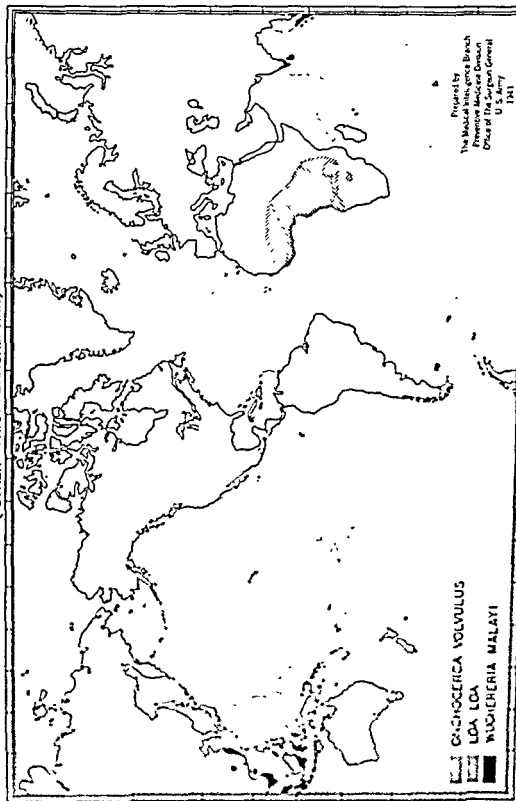 Prepared by
The Medical Intelligence Branch
Preventive Medicine Division
Office of The Surgeon General
U. S. Army
ONCHOCERCA VOLVULUS
LOA LOA
WUCHERERIA MALAYI